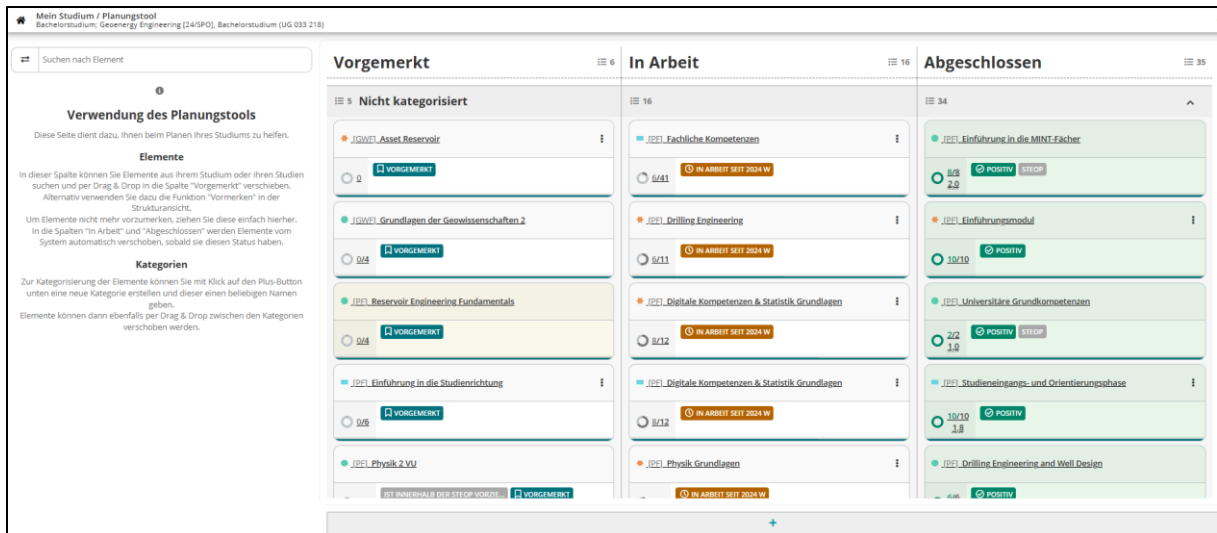 Mein Studium / Planungstool
Bachelorstudium; Geoenergy Engineering [24/SPO], Bachelorstudium (UG 033 218)
Suchen nach Element
Verwendung des Planungstools
Diese Seite dient dazu, Ihnen beim Planen Ihres Studiums zu helfen.
Elemente
In dieser Spalte können Sie Elemente aus ihrem Studium oder Ihren Studien
suchen und per Drag & Drop in die Spalte "Vorgemerkt" verschieben.
Alternativ verwenden Sie dazu die Funktion "Vormerken" in der
Strukturansicht.
Um Elemente nicht mehr vorzumerken, ziehen Sie diese einfach hierher.
In die Spalten "In Arbeit" und "Abgeschlossen" werden Elemente vom
System automatisch verschoben, sobald sie diesen Status haben.
Kategorien
Zur Kategorisierung der Elemente können Sie mit Klick auf den Plus-Button
unten eine neue Kategorie erstellen und dieser einen beliebigen Namen
geben.
Elemente können dann ebenfalls per Drag & Drop zwischen den Kategorien
verschoben werden.
Vorgemerkt 6
5 Nicht kategorisiert
[GWF] Asset Reservoir
0 VORGEMERKT
[GWF] Grundlagen der Geowissenschaften 2
0/4 VORGEMERKT
[PF] Reservoir Engineering Fundamentals
0/4 VORGEMERKT
[PF] Einführung in die Studienrichtung
0/6 VORGEMERKT
[PF] Physik 2 VU
IST INNERHALB DER STEOP VORZIE... VORGEMERKT
In Arbeit 16
16
[PF] Fachliche Kompetenzen
6/41 IN ARBEIT SEIT 2024 W
[PF] Drilling Engineering
6/11 IN ARBEIT SEIT 2024 W
[PF] Digitale Kompetenzen & Statistik Grundlagen
8/12 IN ARBEIT SEIT 2024 W
[PF] Digitale Kompetenzen & Statistik Grundlagen
8/12 IN ARBEIT SEIT 2024 W
[PF] Physik Grundlagen
IN ARBEIT SEIT 2024 W
Abgeschlossen 35
34
[PF] Einführung in die MINT-Fächer
8/8 POSITIV STEOP
2,0
[PF] Einführungsmodul
10/10 POSITIV
[PF] Universitäre Grundkompetenzen
2/2 POSITIV STEOP
1,0
[PF] Studieneingangs- und Orientierungsphase
10/10 POSITIV
1,8
[PF] Drilling Engineering and Well Design
6/6 POSITIV
+